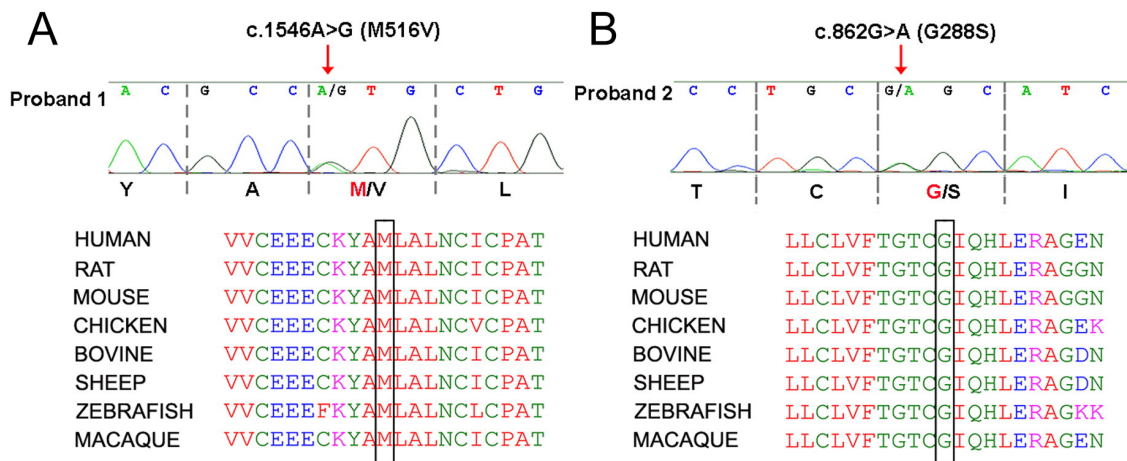 A
c.1546A>G (M516V)
Proband 1
A C G C C A/G T G C T G
Y A M/V L
HUMAN VVCEEECKYAMLALNCICPAT
RAT VVCEEECKYAMLALNCICPAT
MOUSE VVCEEECKYAMLALNCICPAT
CHICKEN VVCEEECKYAMLALNCVCPAT
BOVINE VVCEEECKYAMLALNCICPAT
SHEEP VVCEEECKYAMLALNCICPAT
ZEBRAFISH VVCEEEFKYAMLALNCLCPAT
MACAQUE VVCEEECKYAMLALNCICPAT
B
c.862G>A (G288S)
Proband 2
C C T G C G/A G C A T C
T C G/S I
HUMAN LLCLVFTGTCGIQHLERAGEN
RAT LLCLVFTGTCGIQHLERAGGN
MOUSE LLCLVFTGTCGIQHLERAGGN
CHICKEN LLCLVFTGTCGIQHLERAGEK
BOVINE LLCLVFTGTCGIQHLERAGDN
SHEEP LLCLVFTGTCGIQHLERAGDN
ZEBRAFISH LLCLVFTGTCGIQHLERAGKK
MACAQUE LLCLVFTGTCGIQHLERAGEN